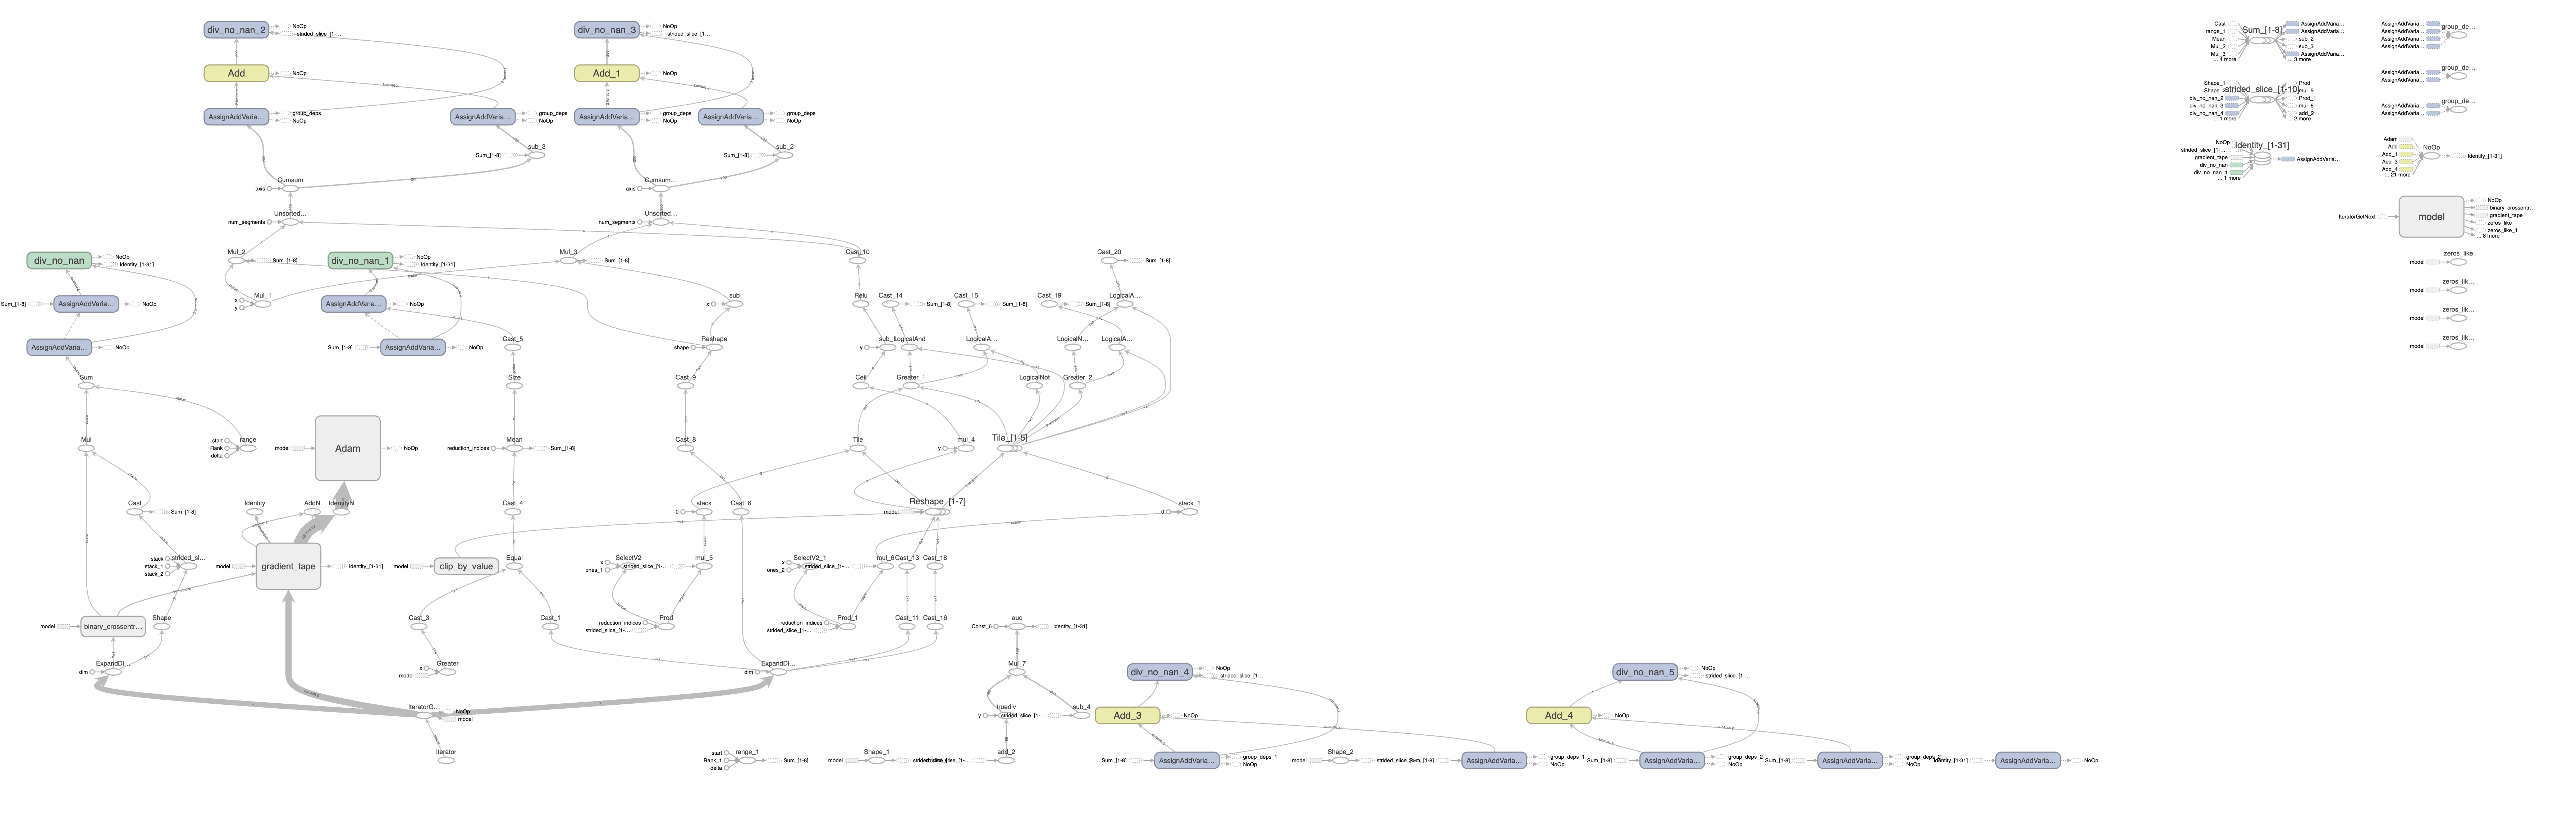 div_no_nan_2
NoOp
strided_slice_[1-...
Add
NoOp
AssignAddVaria...
group_deps
NoOp
AssignAddVaria...
group_deps
NoOp
sub_3
Sum_[1-8]
Cumsum
axis
Unsorted...
num_segments
div_no_nan_3
NoOp
strided_slice_[1-...
Add_1
NoOp
AssignAddVaria...
group_deps
NoOp
AssignAddVaria...
group_deps
NoOp
sub_2
Sum_[1-8]
Cumsum...
axis
Unsorted...
num_segments
div_no_nan
NoOp
Identity_[1-31]
Sum_[1-8]
AssignAddVaria...
NoOp
AssignAddVaria...
NoOp
Mul_2
Sum_[1-8]
Mul_1
x
y
div_no_nan_1
NoOp
Identity_[1-31]
AssignAddVaria...
NoOp
Sum_[1-8]
AssignAddVaria...
NoOp
Cast_5
Mul_3
Sum_[1-8]
sub
x
Reshape
shape
Cast_10
Relu
sub_1
y
Cast_14
Sum_[1-8]
LogicalAnd
Cast_15
Sum_[1-8]
LogicalA...
Cast_20
Sum_[1-8]
Cast_19
Sum_[1-8]
LogicalA...
LogicalN...
LogicalA...
Sum
Size
Cast_9
Ceil
Greater_1
LogicalNot
Greater_2
Mul
range
start
Rank
delta
Adam
model
NoOp
Mean
reduction_indices
Sum_[1-8]
Cast_8
Tile
mul_4
y
Tile_[1-5]
Cast
Sum_[1-8]
Identity
AddN
IdentityN
Cast_4
stack
0
Cast_6
Reshape_[1-7]
model
stack_1
0
strided_sl...
stack
stack_1
stack_2
gradient_tape
model
Identity_[1-31]
clip_by_value
model
Equal
SelectV2
x
ones_1
strided_slice_[1-...
mul_5
SelectV2_1
x
ones_2
strided_slice_[1-...
mul_6
Cast_13
Cast_18
binary_crossentr...
model
Shape
Cast_3
Cast_1
Prod
reduction_indices
strided_slice_[1-...
Prod_1
reduction_indices
strided_slice_[1-...
Cast_11
Cast_16
auc
Const_6
Identity_[1-31]
ExpandDi...
dim
Greater
x
model
ExpandDi...
dim
Mul_7
IteratorG...
NoOp
model
Iterator
truediv
y
strided_slice_[1-...
sub_4
range_1
start
Rank_1
delta
Sum_[1-8]
Shape_1
model
add_2
div_no_nan_4
NoOp
strided_slice_[1-...
Add_3
NoOp
Sum_[1-8]
AssignAddVaria...
group_deps_1
NoOp
Shape_2
model
AssignAddVaria...
group_deps_1
NoOp
div_no_nan_5
NoOp
strided_slice_[1-...
Add_4
NoOp
Sum_[1-8]
AssignAddVaria...
group_deps_2
NoOp
Sum_[1-8]
AssignAddVaria...
group_deps_2
NoOp
Identity_[1-31]
AssignAddVaria...
NoOp
Sum_[1-8]
Cast
range_1
Mean
Mul_2
Mul_3
... 4 more
AssignAddVaria...
AssignAddVaria...
sub_2
sub_3
AssignAddVaria...
... 3 more
strided_slice_[1-10]
Shape_1
div_no_nan_2
div_no_nan_3
div_no_nan_4
... 1 more
Prod
mul_5
Prod_1
mul_6
add_2
... 2 more
Identity_[1-31]
NoOp
strided_slice_[1-...
gradient_tape
div_no_nan
div_no_nan_1
... 1 more
AssignAddVaria...
group_de...
AssignAddVaria...
AssignAddVaria...
AssignAddVaria...
AssignAddVaria...
group_de...
AssignAddVaria...
AssignAddVaria...
group_de...
AssignAddVaria...
AssignAddVaria...
NoOp
Adam
Add
Add_1
Add_3
Add_4
... 21 more
Identity_[1-31]
model
IteratorGetNext
NoOp
binary_crossentr...
gradient_tape
zeros_like
zeros_like_1
... 8 more
zeros_like
model
zeros_lik...
model
zeros_lik...
model
zeros_lik...
model